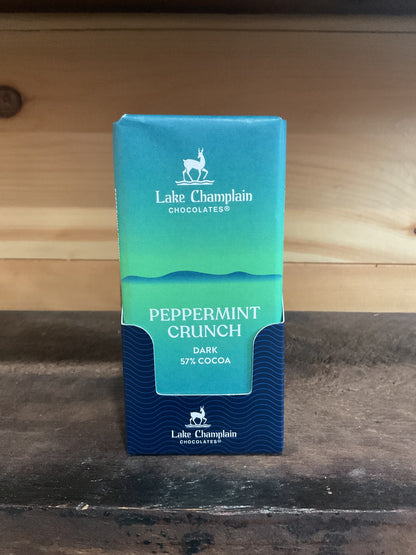 Lake Champlain
CHOCOLATES®
PEPPERMINT
CRUNCH
DARK
57% COCOA
Lake Champlain
CHOCOLATES®